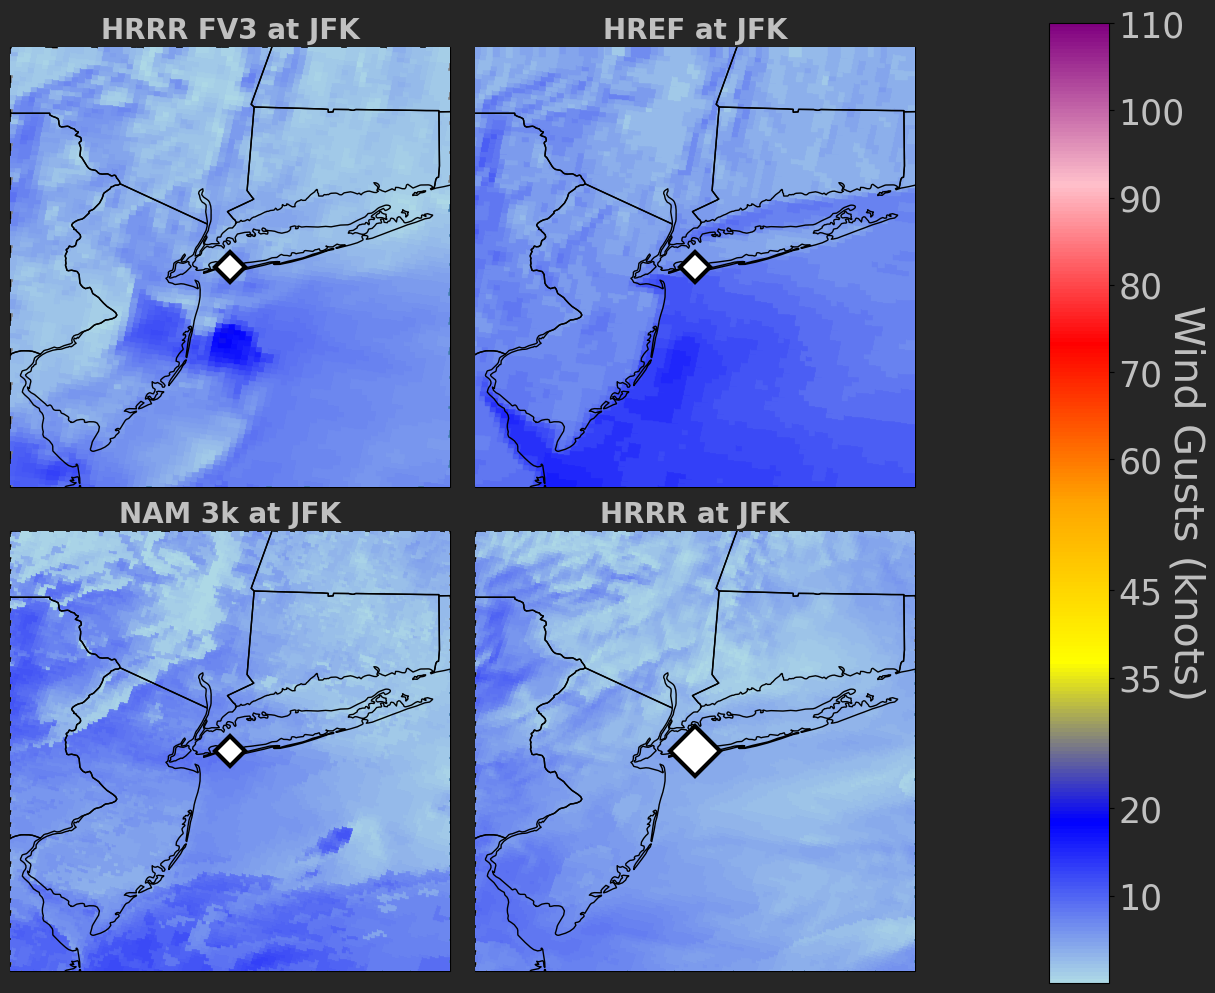 HRRR FV3 at JFK
HREF at JFK
NAM 3k at JFK
HRRR at JFK
110
100
90
80
70
60
45
35
20
10
Wind Gusts (knots)